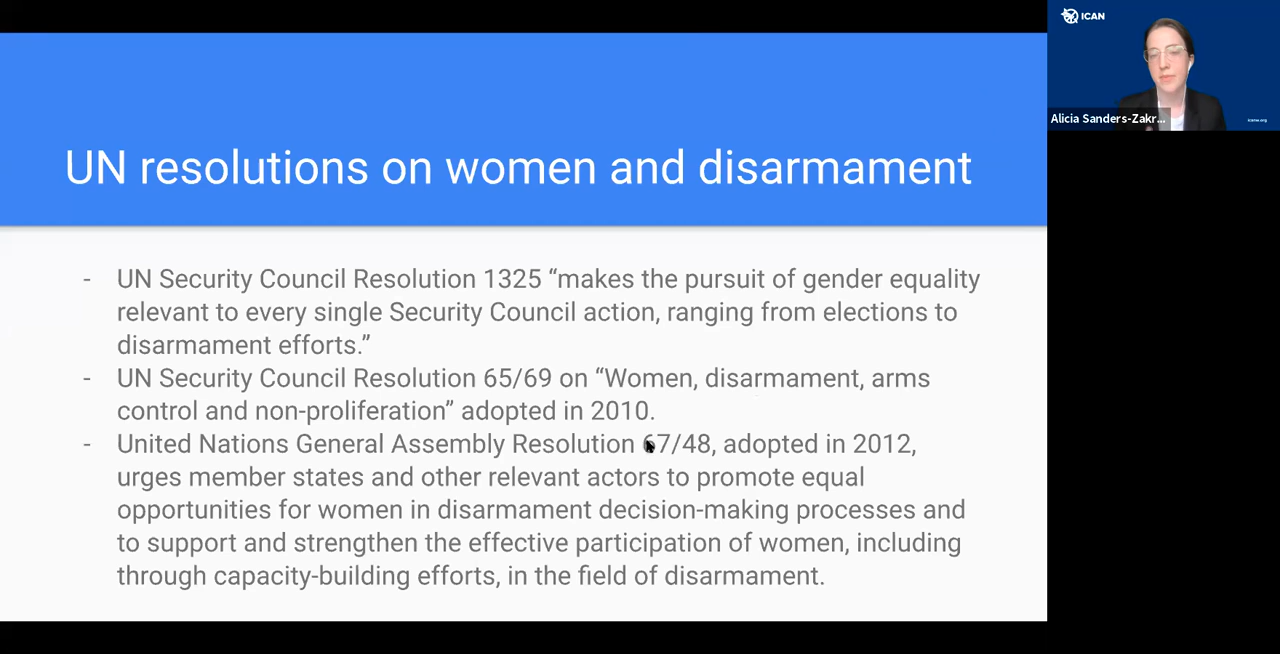 UN resolutions on women and disarmament
- UN Security Council Resolution 1325 “makes the pursuit of gender equality
relevant to every single Security Council action, ranging from elections to
disarmament efforts.”
- UN Security Council Resolution 65/69 on “Women, disarmament, arms
control and non-proliferation” adopted in 2010.
- United Nations General Assembly Resolution 67/48, adopted in 2012,
urges member states and other relevant actors to promote equal
opportunities for women in disarmament decision-making processes and
to support and strengthen the effective participation of women, including
through capacity-building efforts, in the field of disarmament.
ICAN
Alicia Sanders-Zakr...